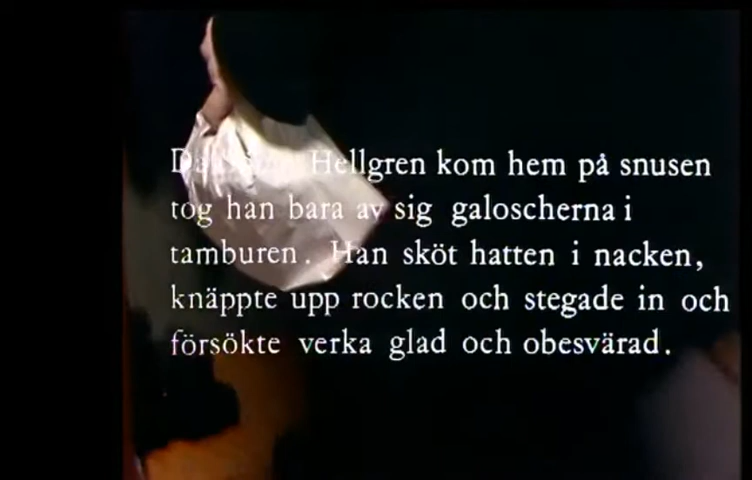 Hellgren kom hem på snusen
tog han bara av sig galoscherna i
tamburen. Han sköt hatten i nacken,
knäppte upp rocken och stegade in och
försökte verka glad och obesvärad.